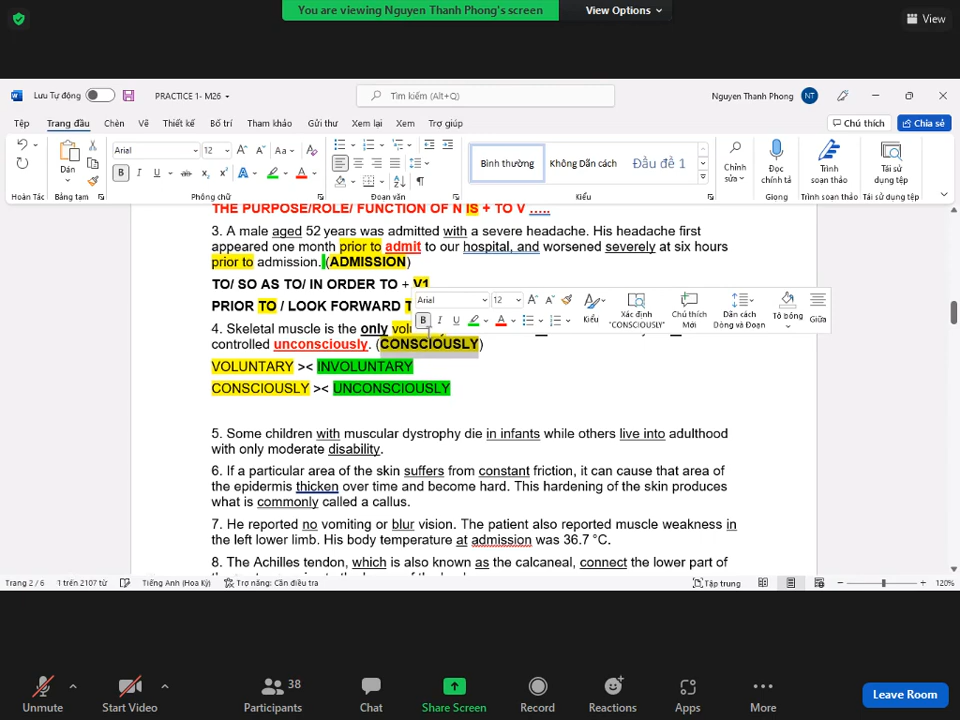 You are viewing Nguyen Thanh Phong's screen
View Options
View
Lưu Tự động
PRACTICE 1- M26
Tìm kiếm (Alt+Q)
Nguyen Thanh Phong
NT
Tệp Trang đầu Chèn Vẽ Thiết kế Bố trí Tham khảo Gửi thư Xem lại Xem Trợ giúp
Chú thích
Chia sẻ
Dán
Arial
12
Bình thường
Không Dãn cách
Đầu đề 1
Chỉnh sửa
Đọc chính tả
Trình soạn thảo
Tái sử dụng tệp
Hoàn Tác
Bảng tạm
Phông chữ
Đoạn văn
Kiểu
Giọng
Trình soạn thảo
Tái sử dụng tệp
THE PURPOSE/ROLE/ FUNCTION OF N IS + TO V …..
3. A male aged 52 years was admitted with a severe headache. His headache first
appeared one month prior to admit to our hospital, and worsened severely at six hours
prior to admission. (ADMISSION)
TO/ SO AS TO/ IN ORDER TO + V1
PRIOR TO / LOOK FORWARD
Arial
12
Kiểu
Xác định "CONSCIOUSLY"
Chú thích Mới
Dãn cách Dòng và Đoạn
Tô bóng
Giữa
4. Skeletal muscle is the only
controlled unconsciously. (CONSCIOUSLY)
VOLUNTARY >< INVOLUNTARY
CONSCIOUSLY >< UNCONSCIOUSLY
5. Some children with muscular dystrophy die in infants while others live into adulthood
with only moderate disability.
6. If a particular area of the skin suffers from constant friction, it can cause that area of
the epidermis thicken over time and become hard. This hardening of the skin produces
what is commonly called a callus.
7. He reported no vomiting or blur vision. The patient also reported muscle weakness in
the left lower limb. His body temperature at admission was 36.7 °C.
8. The Achilles tendon, which is also known as the calcaneal, connect the lower part of
Trang 2 / 6
1 trên 2107 từ
Tiếng Anh (Hoa Kỳ)
Trợ năng: Cần điều tra
Tập trung
120%
Unmute
Start Video
Participants
38
Chat
Share Screen
Record
Reactions
Apps
More
Leave Room